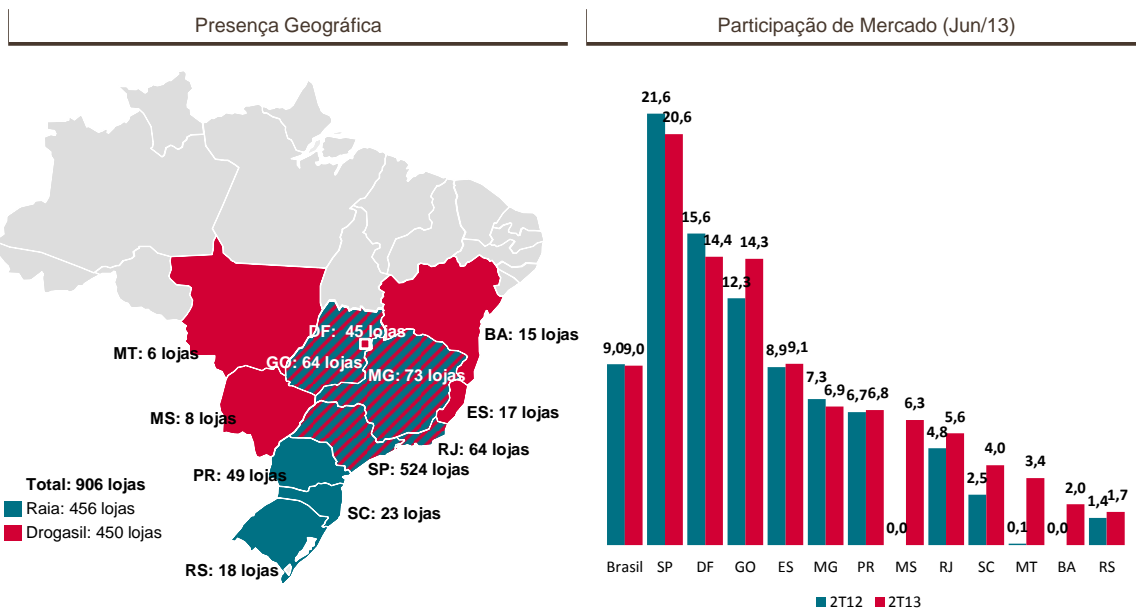 Presença Geográfica
DF: 45 lojas
BA: 15 lojas
MT: 6 lojas
GO: 64 lojas
MG: 73 lojas
MS: 8 lojas
ES: 17 lojas
RJ: 64 lojas
SP: 524 lojas
PR: 49 lojas
SC: 23 lojas
RS: 18 lojas
Total: 906 lojas
Raia: 456 lojas
Drogasil: 450 lojas
Participação de Mercado (Jun/13)
9,0 9,0
21,6 20,6
15,6 14,4
12,3 14,3
8,9 9,1
7,3 6,9
6,7 6,8
0,0 6,3
4,8 5,6
2,5 4,0
0,1 3,4
0,0 2,0
1,4 1,7
Brasil SP DF GO ES MG PR MS RJ SC MT BA RS
2T12 2T13